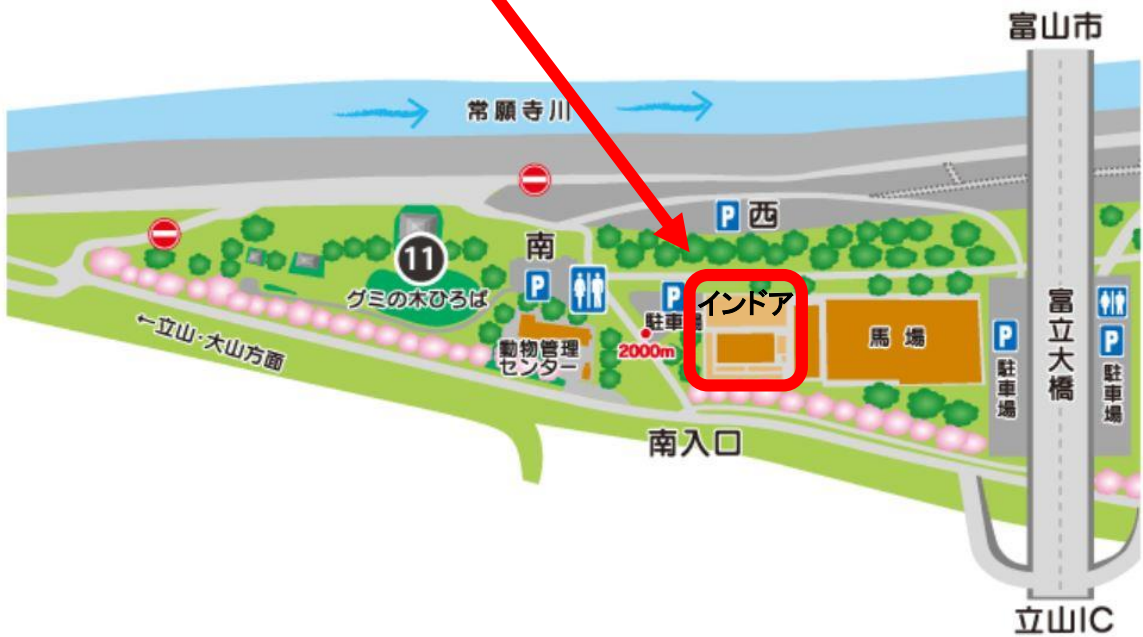 富山市
常願寺川
P 西
南
11
P
グミの木ひろば
P
インドア
駐車場
2000m
馬場
動物管理
センター
←立山・大山方面
P
駐車場
富立大橋
P
駐車場
南入口
立山IC